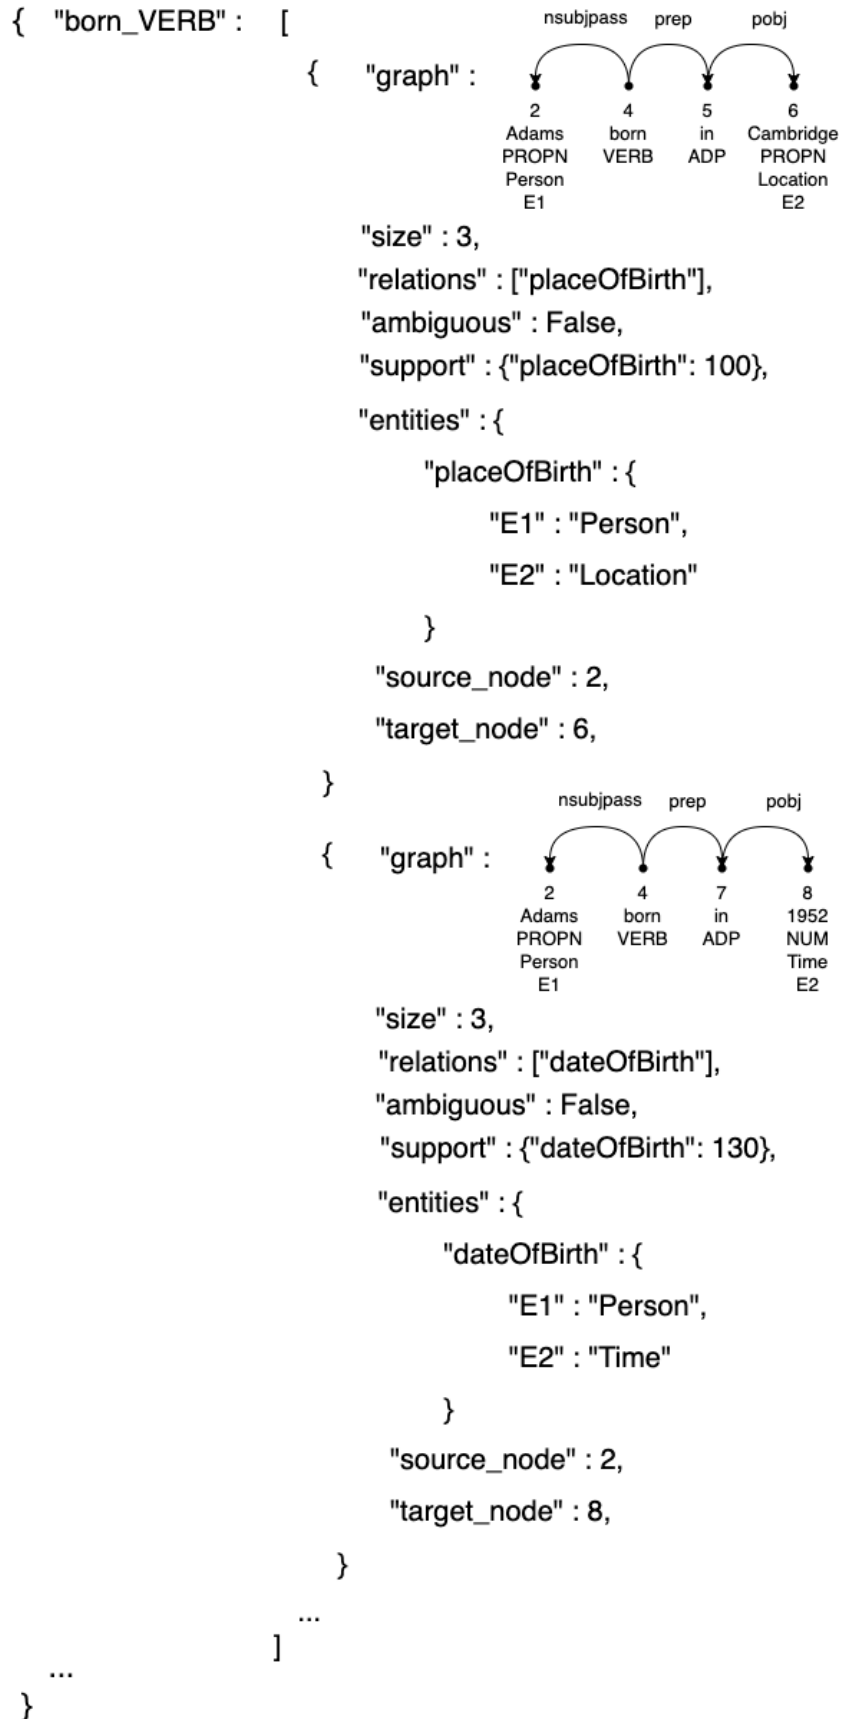 { "born_VERB" : [
nsubjpass prep pobj
{ "graph" :
2 4 5 6
Adams born in Cambridge
PROPN VERB ADP PROPN
Person Location
E1 E2
"size" : 3,
"relations" : ["placeOfBirth"],
"ambiguous" : False,
"support" : {"placeOfBirth": 100},
"entities" : {
"placeOfBirth" : {
"E1" : "Person",
"E2" : "Location"
}
"source_node" : 2,
"target_node" : 6,
}
nsubjpass prep pobj
{ "graph" :
2 4 7 8
Adams born in 1952
PROPN VERB ADP NUM
Person Time
E1 E2
"size" : 3,
"relations" : ["dateOfBirth"],
"ambiguous" : False,
"support" : {"dateOfBirth": 130},
"entities" : {
"dateOfBirth" : {
"E1" : "Person",
"E2" : "Time"
}
"source_node" : 2,
"target_node" : 8,
}
...
]
...
}